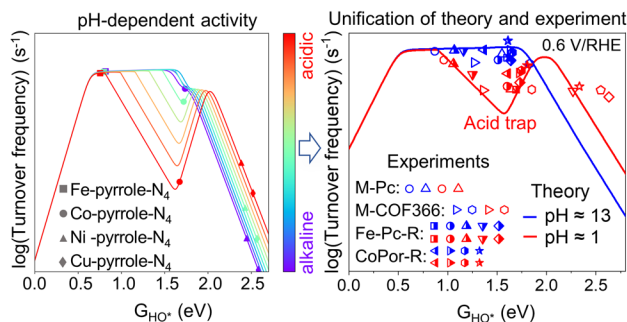 pH-dependent activity
log(Turnover frequency) (s⁻¹)
Fe-pyrrole-N₄
Co-pyrrole-N₄
Ni -pyrrole-N₄
Cu-pyrrole-N₄
0.0 0.5 1.0 1.5 2.0 2.5
G_HO* (eV)
acidic
alkaline
Unification of theory and experiment
log(Turnover frequency) (s⁻¹)
0.6 V/RHE
Acid trap
Experiments
M-Pc:
M-COF366:
Fe-Pc-R:
CoPor-R:
Theory
pH ≈ 13
pH ≈ 1
0.0 0.5 1.0 1.5 2.0 2.5
G_HO* (eV)